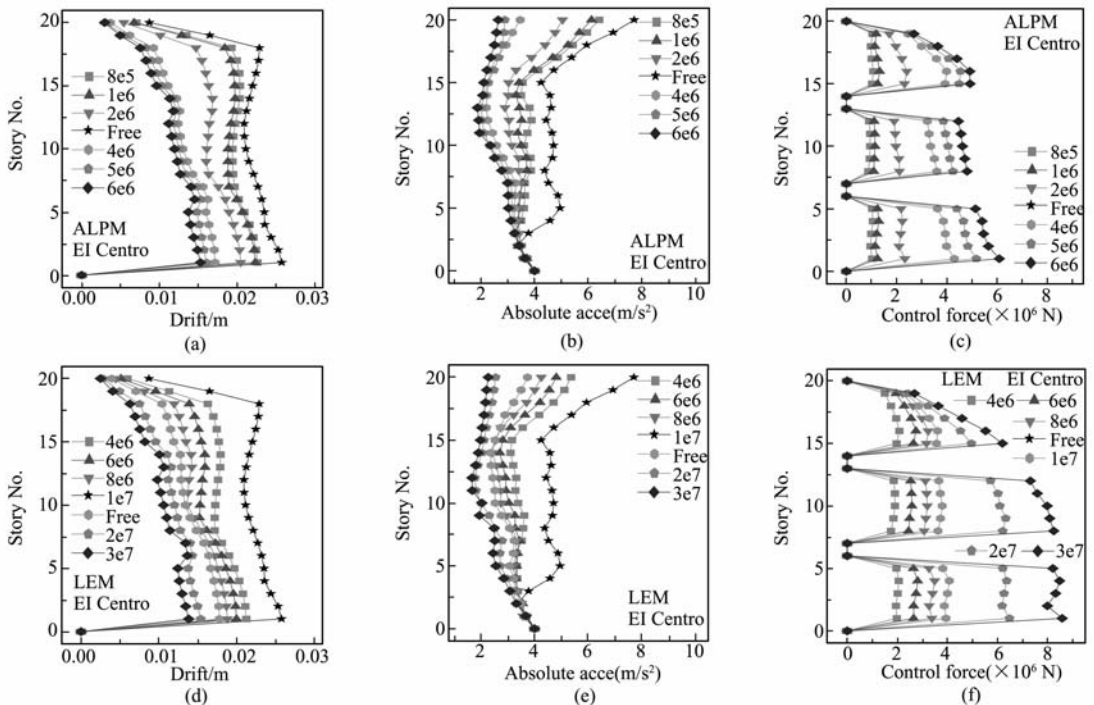 20
15
10
5
0
Story No.
8e5
1e6
2e6
Free
4e6
5e6
6e6
ALPM
EI Centro
0.00 0.01 0.02 0.03
Drift/m
(a)
20
15
10
5
0
Story No.
8e5
1e6
2e6
Free
4e6
5e6
6e6
ALPM
EI Centro
2 4 6 8 10
Absolute acce(m/s²)
(b)
20
15
10
5
0
Story No.
ALPM
EI Centro
8e5
1e6
2e6
Free
4e6
5e6
6e6
0 2 4 6 8
Control force(×10⁶ N)
(c)
20
15
10
5
0
Story No.
4e6
6e6
8e6
1e7
Free
2e7
3e7
LEM
EI Centro
0.00 0.01 0.02 0.03
Drift/m
(d)
20
15
10
5
0
Story No.
4e6
6e6
8e6
1e7
Free
2e7
3e7
LEM
EI Centro
2 4 6 8 10
Absolute acce(m/s²)
(e)
20
15
10
5
0
Story No.
LEM EI Centro
4e6 6e6
8e6
Free
1e7
2e7 3e7
0 2 4 6 8
Control force(×10⁶ N)
(f)